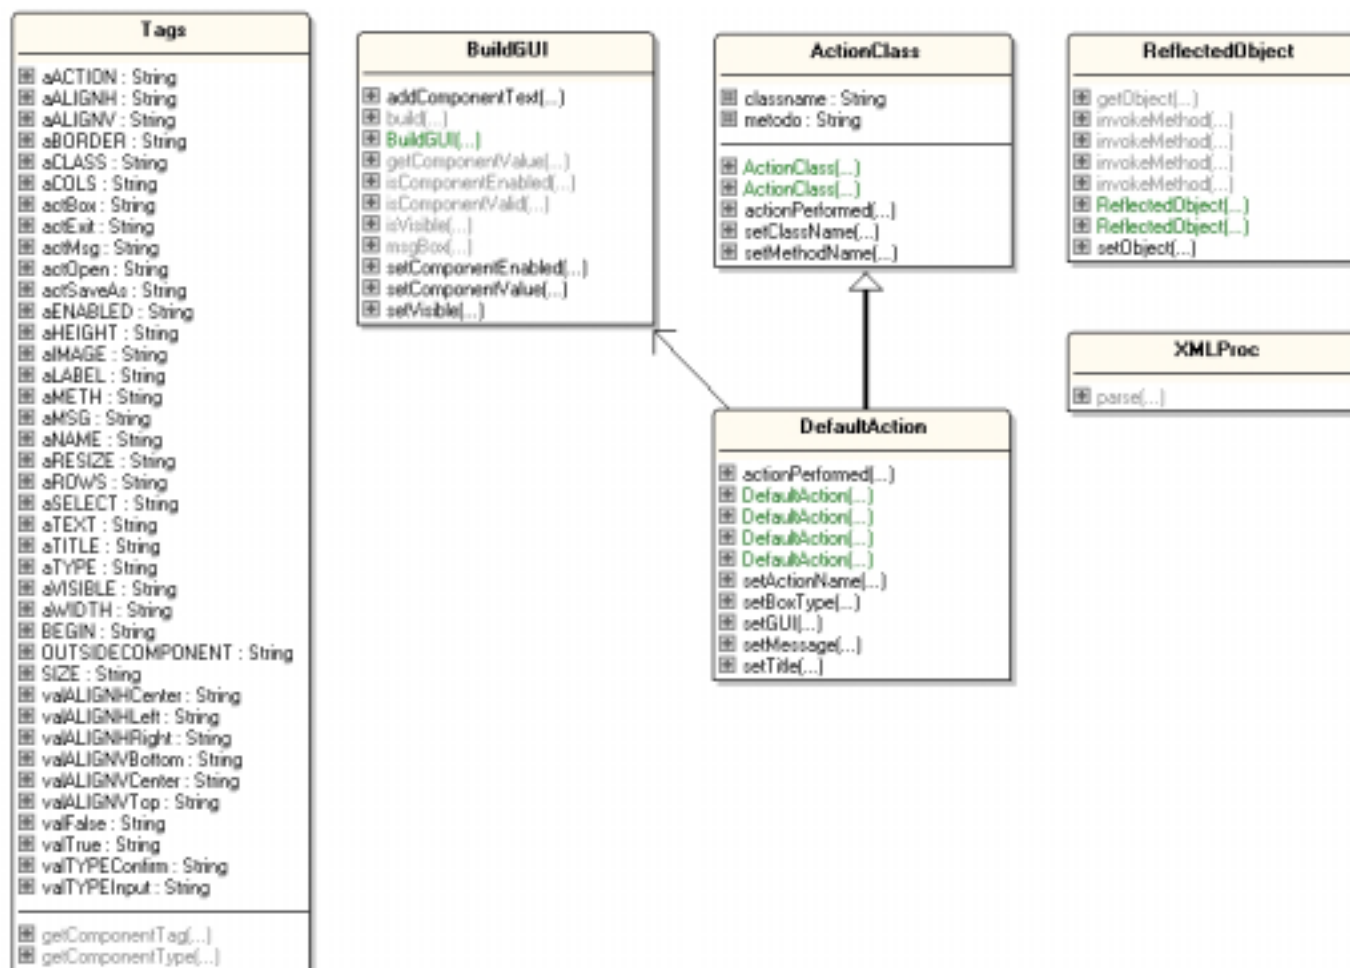 Tags
aACTION : String
aALIGNH : String
aALIGNV : String
aBORDER : String
aCLASS : String
aCOLS : String
actBox : String
actExit : String
actMsg : String
actOpen : String
actSaveAs : String
aENABLED : String
aHEIGHT : String
aIMAGE : String
aLABEL : String
aMETH : String
aMSG : String
aNAME : String
aRESIZE : String
aROWS : String
aSELECT : String
aTEXT : String
aTITLE : String
aTYPE : String
aVISIBLE : String
aWIDTH : String
BEGIN : String
OUTSIDECOMPONENT : String
SIZE : String
valALIGNHCenter : String
valALIGNHLeft : String
valALIGNHRight : String
valALIGNVBottom : String
valALIGNVCenter : String
valALIGNVTop : String
valFalse : String
valTrue : String
valTYPEConfirm : String
valTYPEInput : String
getComponentTag(...)
getComponentType(...)
BuildGUI
addComponentText(...)
build(...)
BuildGUI(...)
getComponentValue(...)
isComponentEnabled(...)
isComponentValid(...)
isVisible(...)
msgBox(...)
setComponentEnabled(...)
setComponentValue(...)
setVisible(...)
ActionClass
classname : String
metodo : String
ActionClass(...)
ActionClass(...)
actionPerformed(...)
setClassName(...)
setMethodName(...)
DefaultAction
actionPerformed(...)
DefaultAction(...)
DefaultAction(...)
DefaultAction(...)
DefaultAction(...)
setActionName(...)
setBoxType(...)
setGUI(...)
setMessage(...)
setTitle(...)
ReflectedObject
getObject(...)
invokeMethod(...)
invokeMethod(...)
invokeMethod(...)
invokeMethod(...)
ReflectedObject(...)
ReflectedObject(...)
setObject(...)
XMLProc
parse(...)